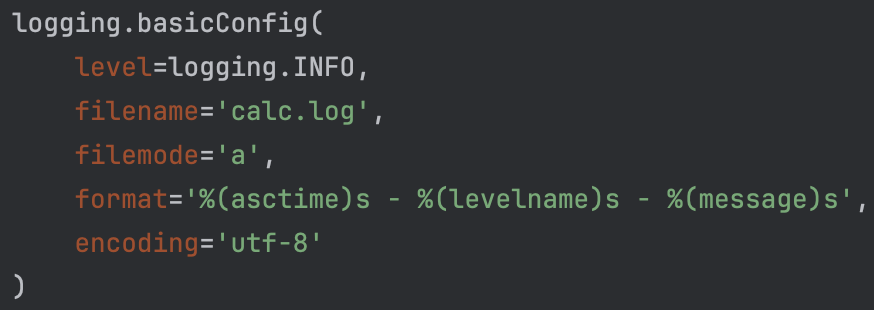 logging.basicConfig(
    level=logging.INFO,
    filename='calc.log',
    filemode='a',
    format='%(asctime)s - %(levelname)s - %(message)s',
    encoding='utf-8'
)